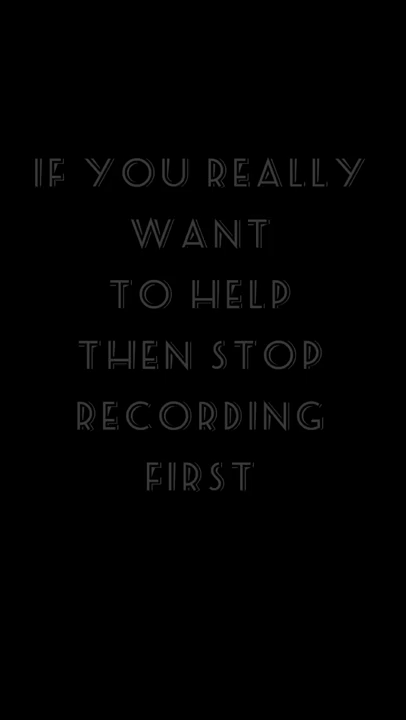 IF YOU REALLY
WANT
TO HELP
THEN STOP
RECORDING
FIRST